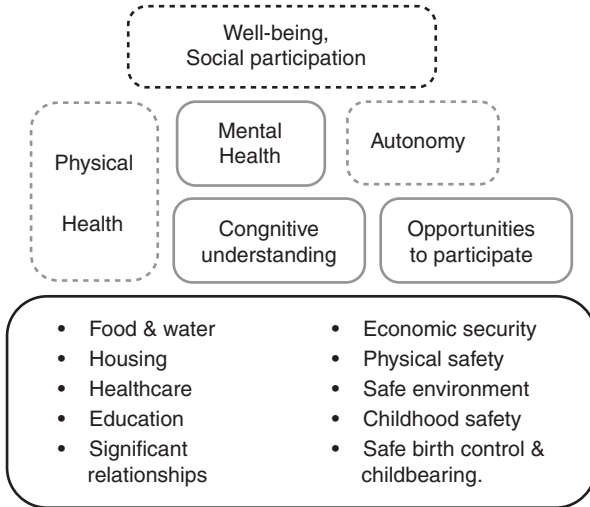 Well-being,
Social participation
Physical
Health
Mental
Health
Autonomy
Congnitive
understanding
Opportunities
to participate
• Food & water
• Housing
• Healthcare
• Education
• Significant
relationships
• Economic security
• Physical safety
• Safe environment
• Childhood safety
• Safe birth control &
childbearing.